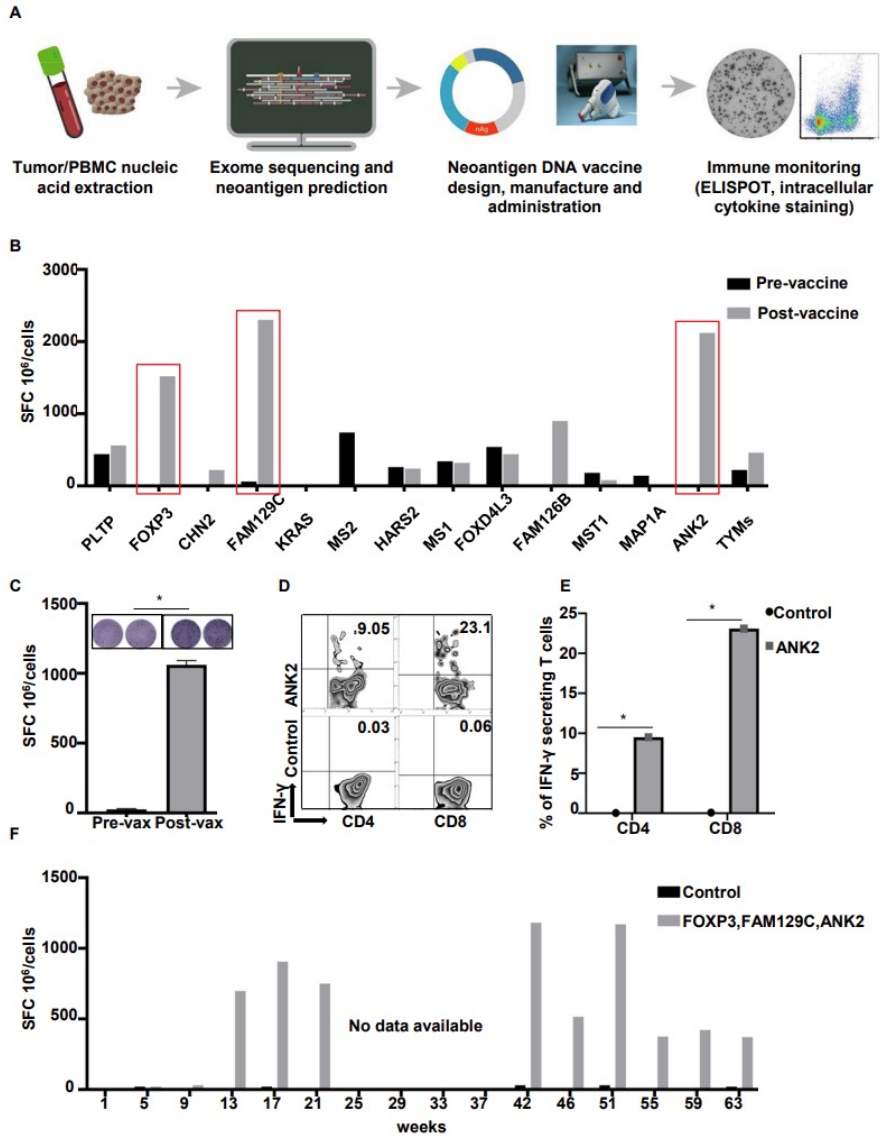 A
nAg
Tumor/PBMC nucleic
acid extraction
Exome sequencing and
neoantigen prediction
Neoantigen DNA vaccine
design, manufacture and
administration
Immune monitoring
(ELISPOT, intracellular
cytokine staining)
B
SFC 10⁶/cells
3000
2000
1000
0
Pre-vaccine
Post-vaccine
PLTP
FOXP3
CHN2
FAM129C
KRAS
MS2
HARS2
MS1
FOXD4L3
FAM126B
MST1
MAP1A
ANK2
TYMs
C
SFC 10⁶/cells
1500
1000
500
0
*
Pre-vax
Post-vax
D
ANK2
Control
9.05
23.1
0.03
0.06
IFN-γ
CD4
CD8
E
% of IFN-γ secreting T cells
25
20
15
10
5
0
*
*
Control
ANK2
CD4
CD8
F
SFC 10⁶/cells
1500
1000
500
0
Control
FOXP3,FAM129C,ANK2
No data available
1 5 9 13 17 21 25 29 33 37 42 46 51 55 59 63
weeks